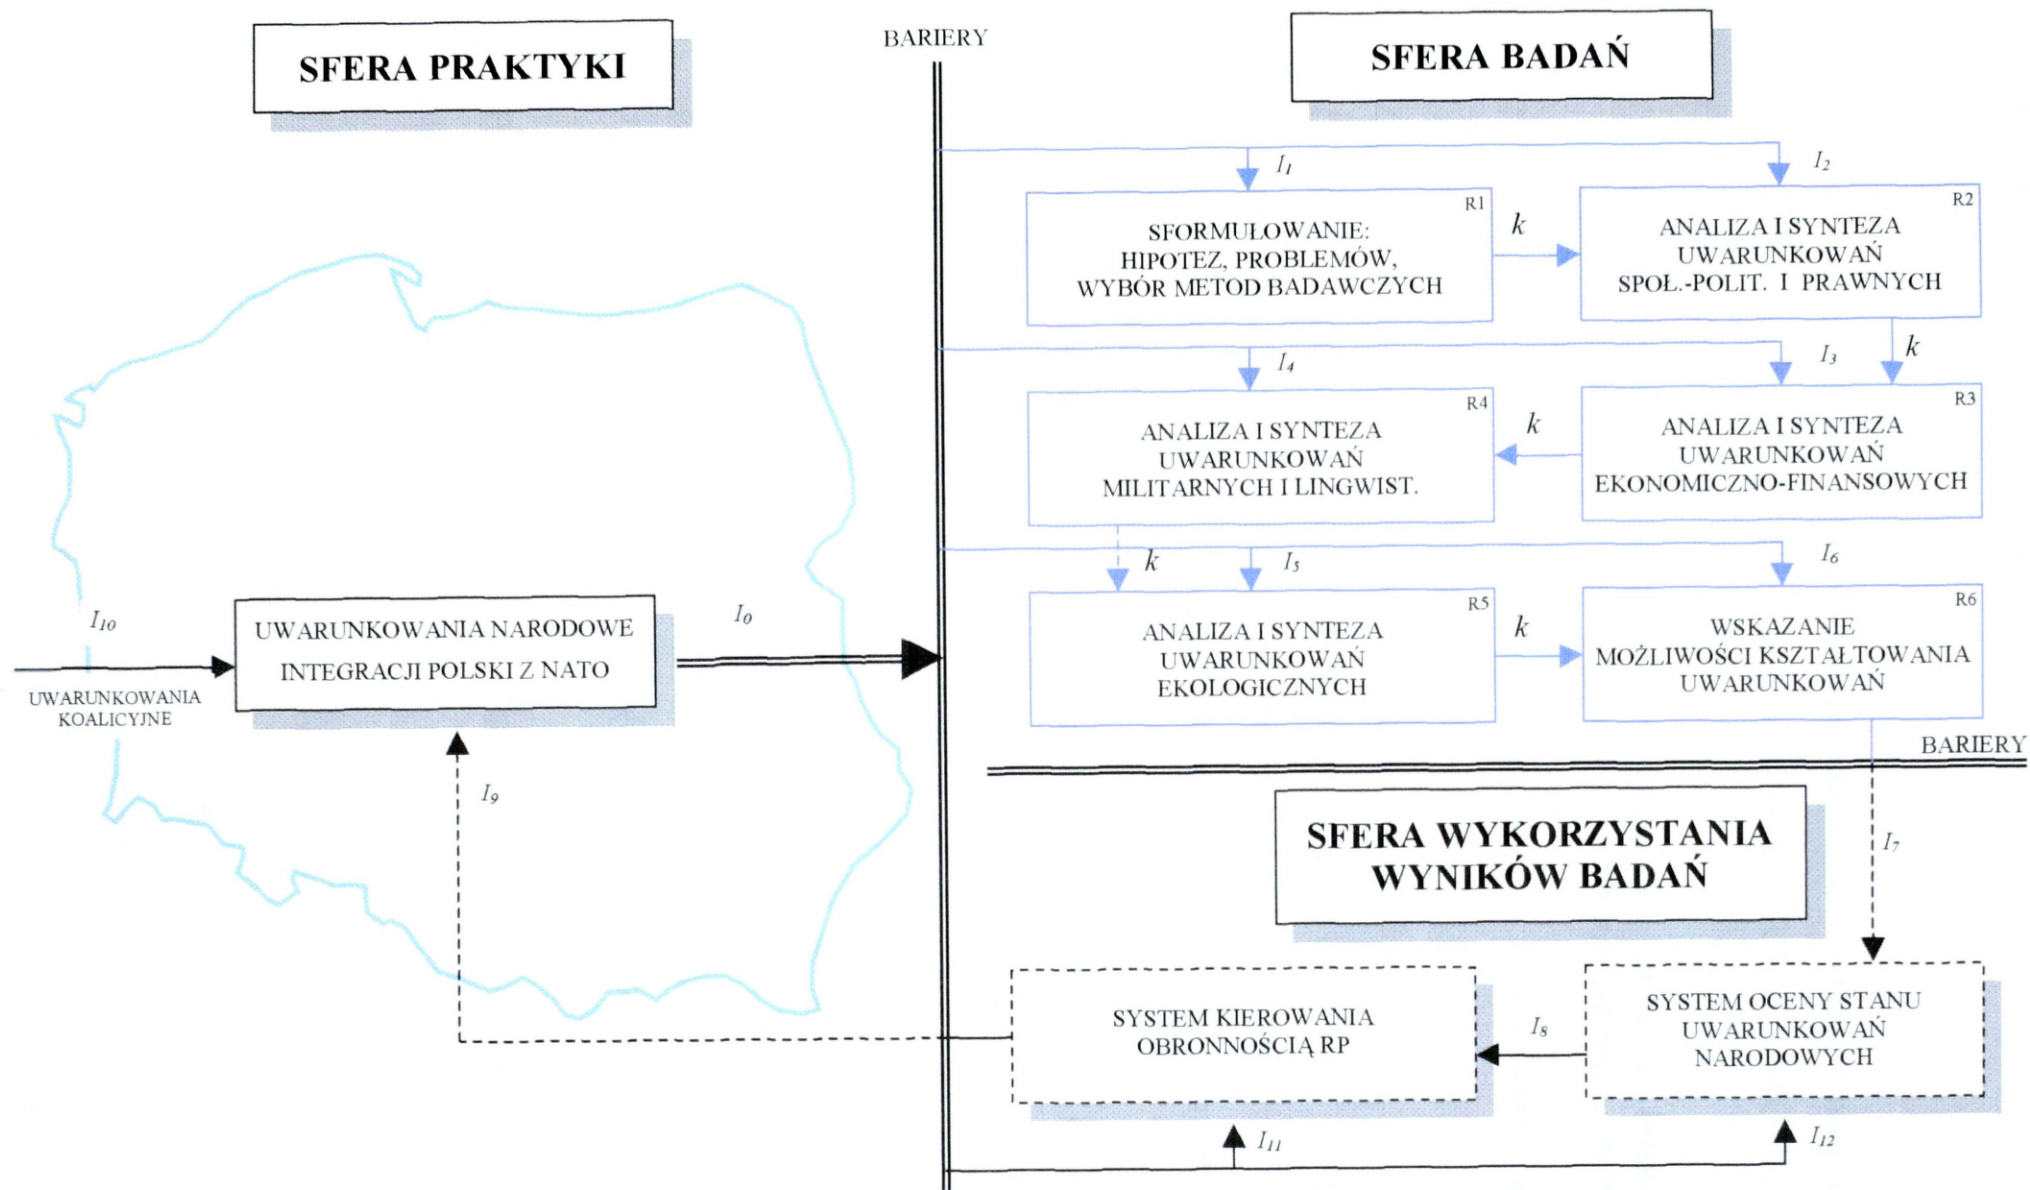 SFERA PRAKTYKI
BARIERY
SFERA BADAŃ
I1
I2
R1
SFORMUŁOWANIE:
HIPOTEZ, PROBLEMÓW,
WYBÓR METOD BADAWCZYCH
k
R2
ANALIZA I SYNTEZA
UWARUNKOWAŃ
SPOŁ.-POLIT. I PRAWNYCH
I4
I3
k
R4
ANALIZA I SYNTEZA
UWARUNKOWAŃ
MILITARNYCH I LINGWIST.
k
R3
ANALIZA I SYNTEZA
UWARUNKOWAŃ
EKONOMICZNO-FINANSOWYCH
k
I5
I6
R5
ANALIZA I SYNTEZA
UWARUNKOWAŃ
EKOLOGICZNYCH
k
R6
WSKAZANIE
MOŻLIWOŚCI KSZTAŁTOWANIA
UWARUNKOWAŃ
I10
UWARUNKOWANIA
KOALICYJNE
UWARUNKOWANIA NARODOWE
INTEGRACJI POLSKI Z NATO
I0
BARIERY
I9
SFERA WYKORZYSTANIA
WYNIKÓW BADAŃ
I7
SYSTEM KIEROWANIA
OBRONNOŚCIĄ RP
I8
SYSTEM OCENY STANU
UWARUNKOWAŃ
NARODOWYCH
I11
I12